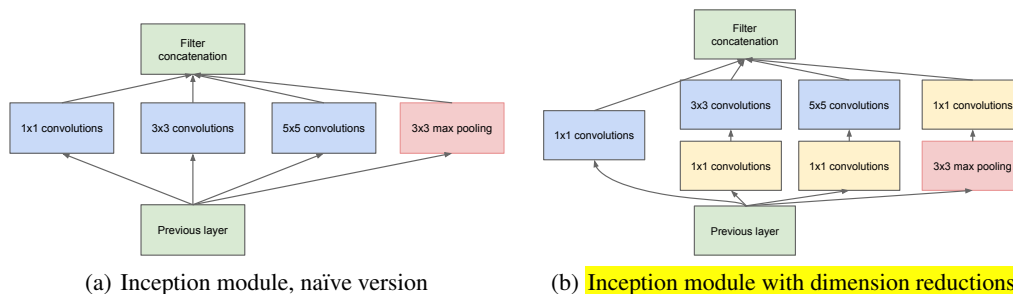 Filter
concatenation
1x1 convolutions
3x3 convolutions
5x5 convolutions
3x3 max pooling
Previous layer
(a) Inception module, naïve version
Filter
concatenation
3x3 convolutions
5x5 convolutions
1x1 convolutions
1x1 convolutions
1x1 convolutions
1x1 convolutions
3x3 max pooling
Previous layer
(b) Inception module with dimension reductions